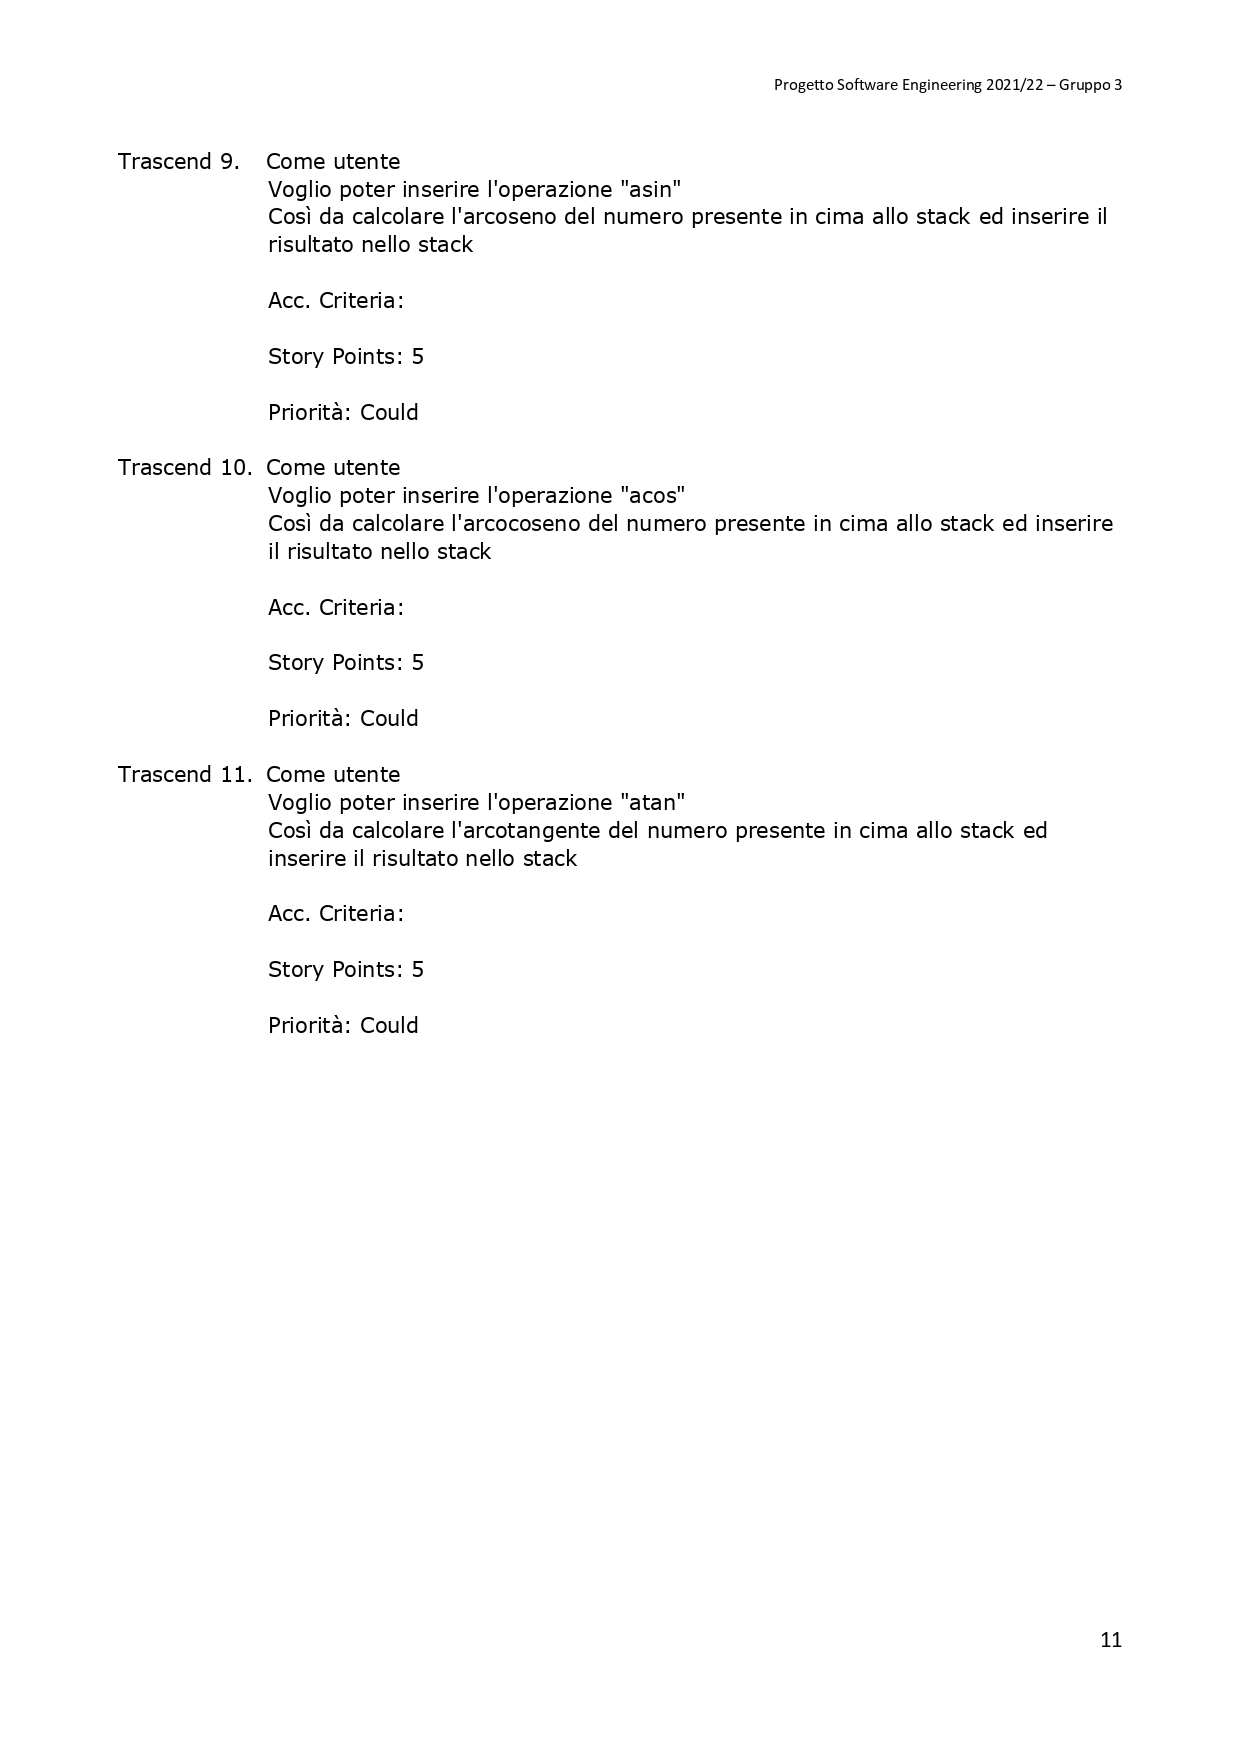 Progetto Software Engineering 2021/22 – Gruppo 3
Trascend 9. Come utente
Voglio poter inserire l'operazione "asin"
Così da calcolare l'arcoseno del numero presente in cima allo stack ed inserire il
risultato nello stack
Acc. Criteria:
Story Points: 5
Priorità: Could
Trascend 10. Come utente
Voglio poter inserire l'operazione "acos"
Così da calcolare l'arcocoseno del numero presente in cima allo stack ed inserire
il risultato nello stack
Acc. Criteria:
Story Points: 5
Priorità: Could
Trascend 11. Come utente
Voglio poter inserire l'operazione "atan"
Così da calcolare l'arcotangente del numero presente in cima allo stack ed
inserire il risultato nello stack
Acc. Criteria:
Story Points: 5
Priorità: Could
11